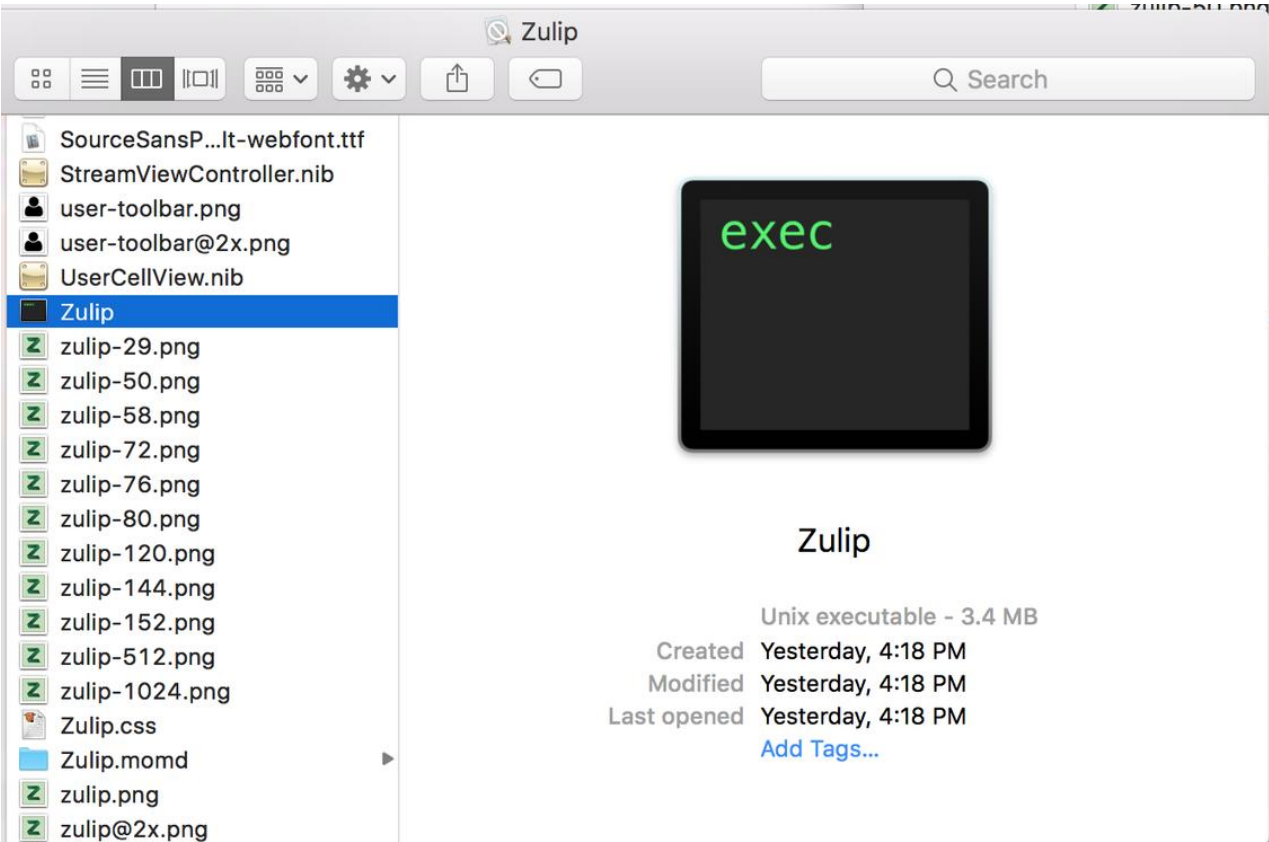 zulip-50.png
Zulip
Search
SourceSansP...lt-webfont.ttf
StreamViewController.nib
user-toolbar.png
user-toolbar@2x.png
UserCellView.nib
Zulip
zulip-29.png
zulip-50.png
zulip-58.png
zulip-72.png
zulip-76.png
zulip-80.png
zulip-120.png
zulip-144.png
zulip-152.png
zulip-512.png
zulip-1024.png
Zulip.css
Zulip.momd
zulip.png
zulip@2x.png
exec
Zulip
Unix executable - 3.4 MB
Created Yesterday, 4:18 PM
Modified Yesterday, 4:18 PM
Last opened Yesterday, 4:18 PM
Add Tags...